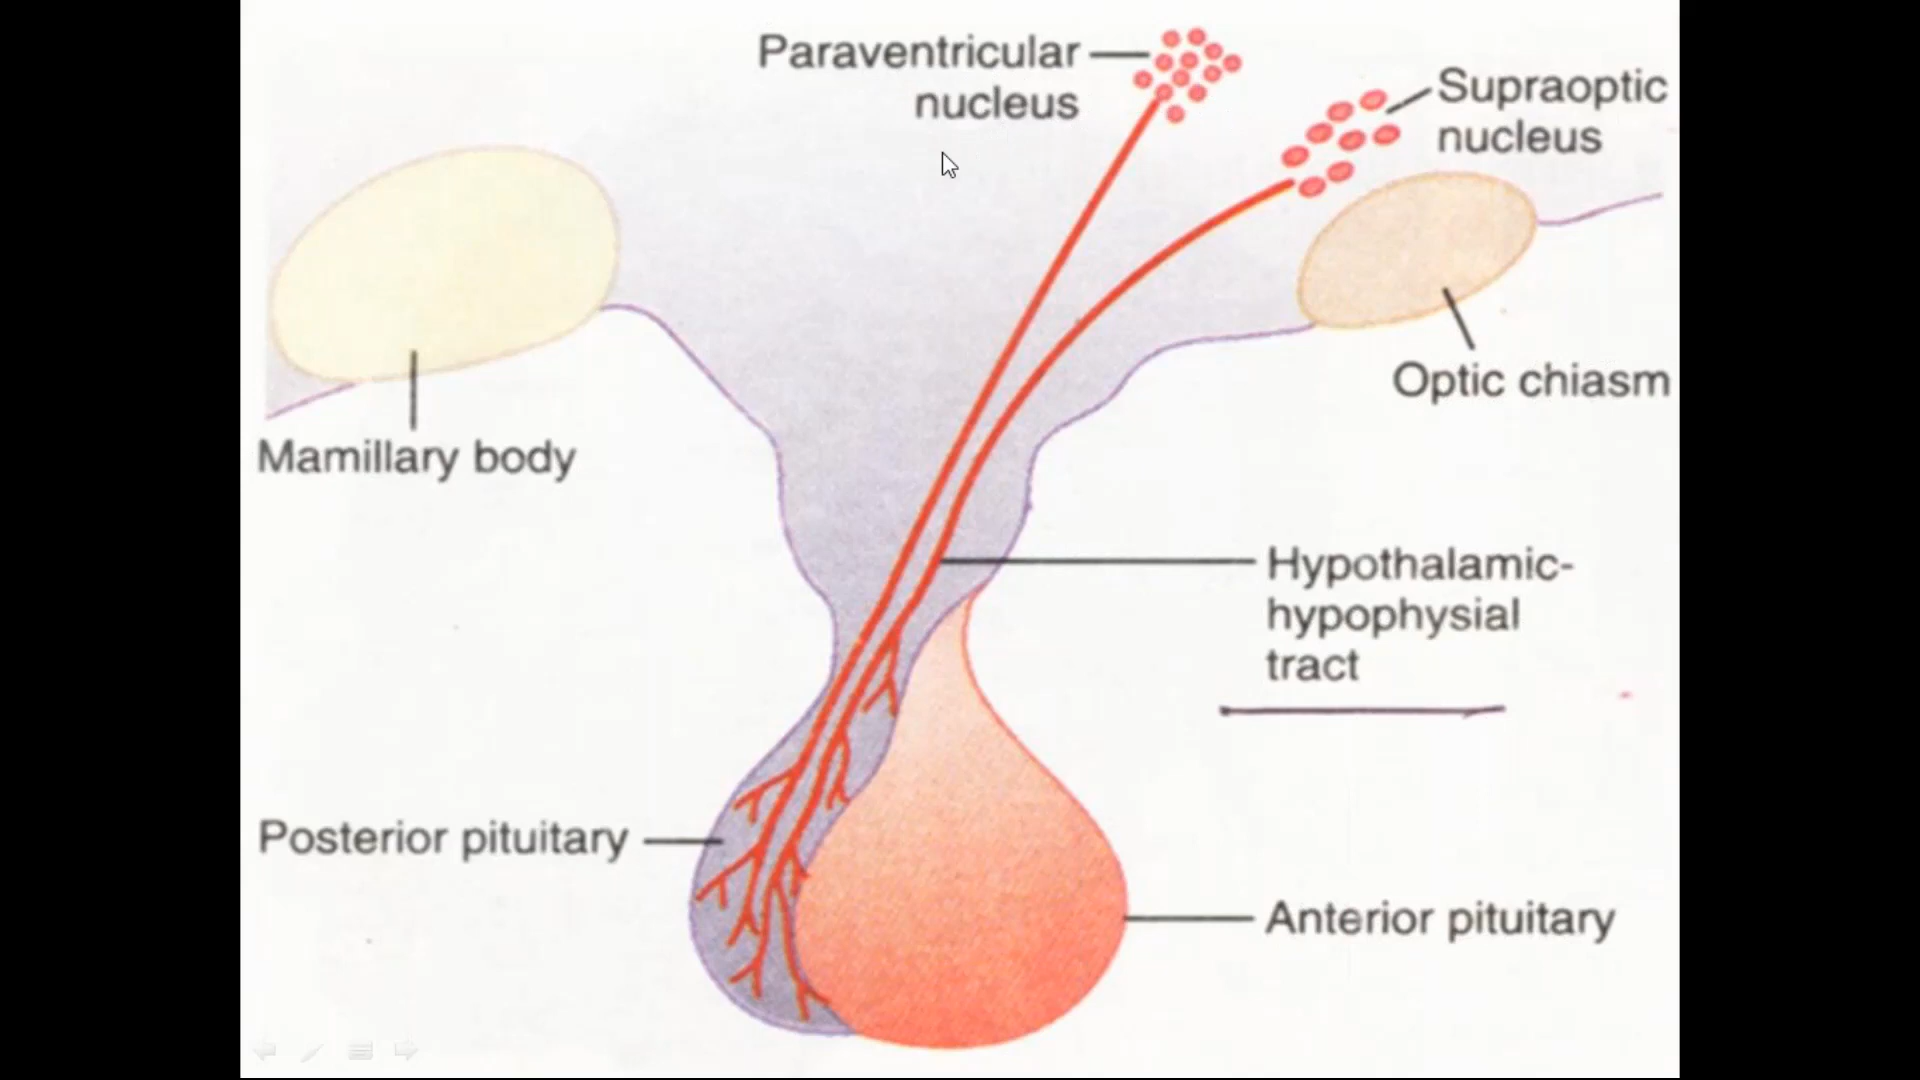 Paraventricular
nucleus
Supraoptic
nucleus
Optic chiasm
Mamillary body
Hypothalamic-
hypophysial
tract
Posterior pituitary
Anterior pituitary